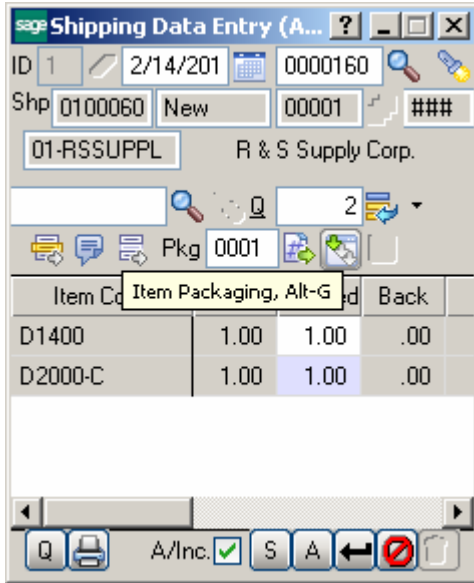 sage Shipping Data Entry (A... ?
ID 1 2/14/201 0000160
Shp 0100060 New 00001 ###
01-RSSUPPL R & S Supply Corp.
Q 2
Pkg 0001 #
Item Packaging, Alt-G
Item Co d Back
D1400 1.00 1.00 .00
D2000-C 1.00 1.00 .00
Q A/Inc. S A